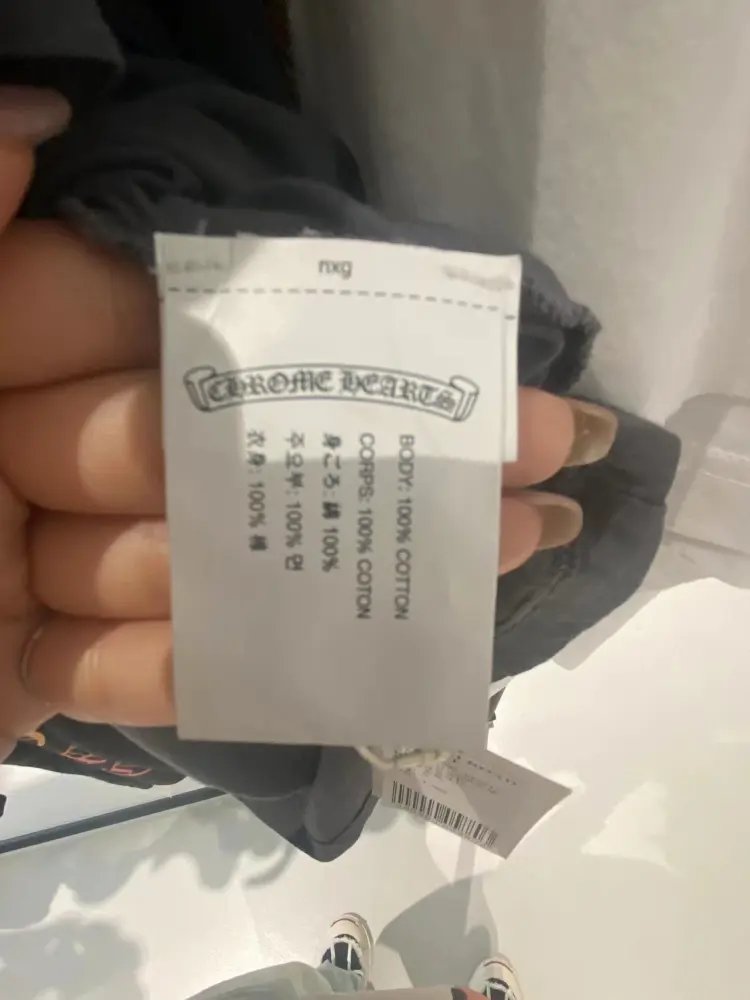 nxg
CHROME HEARTS
BODY: 100% COTTON
CORPS: 100% COTON
身ごろ: 綿 100%
주요부: 100% 면
衣身: 100% 棉